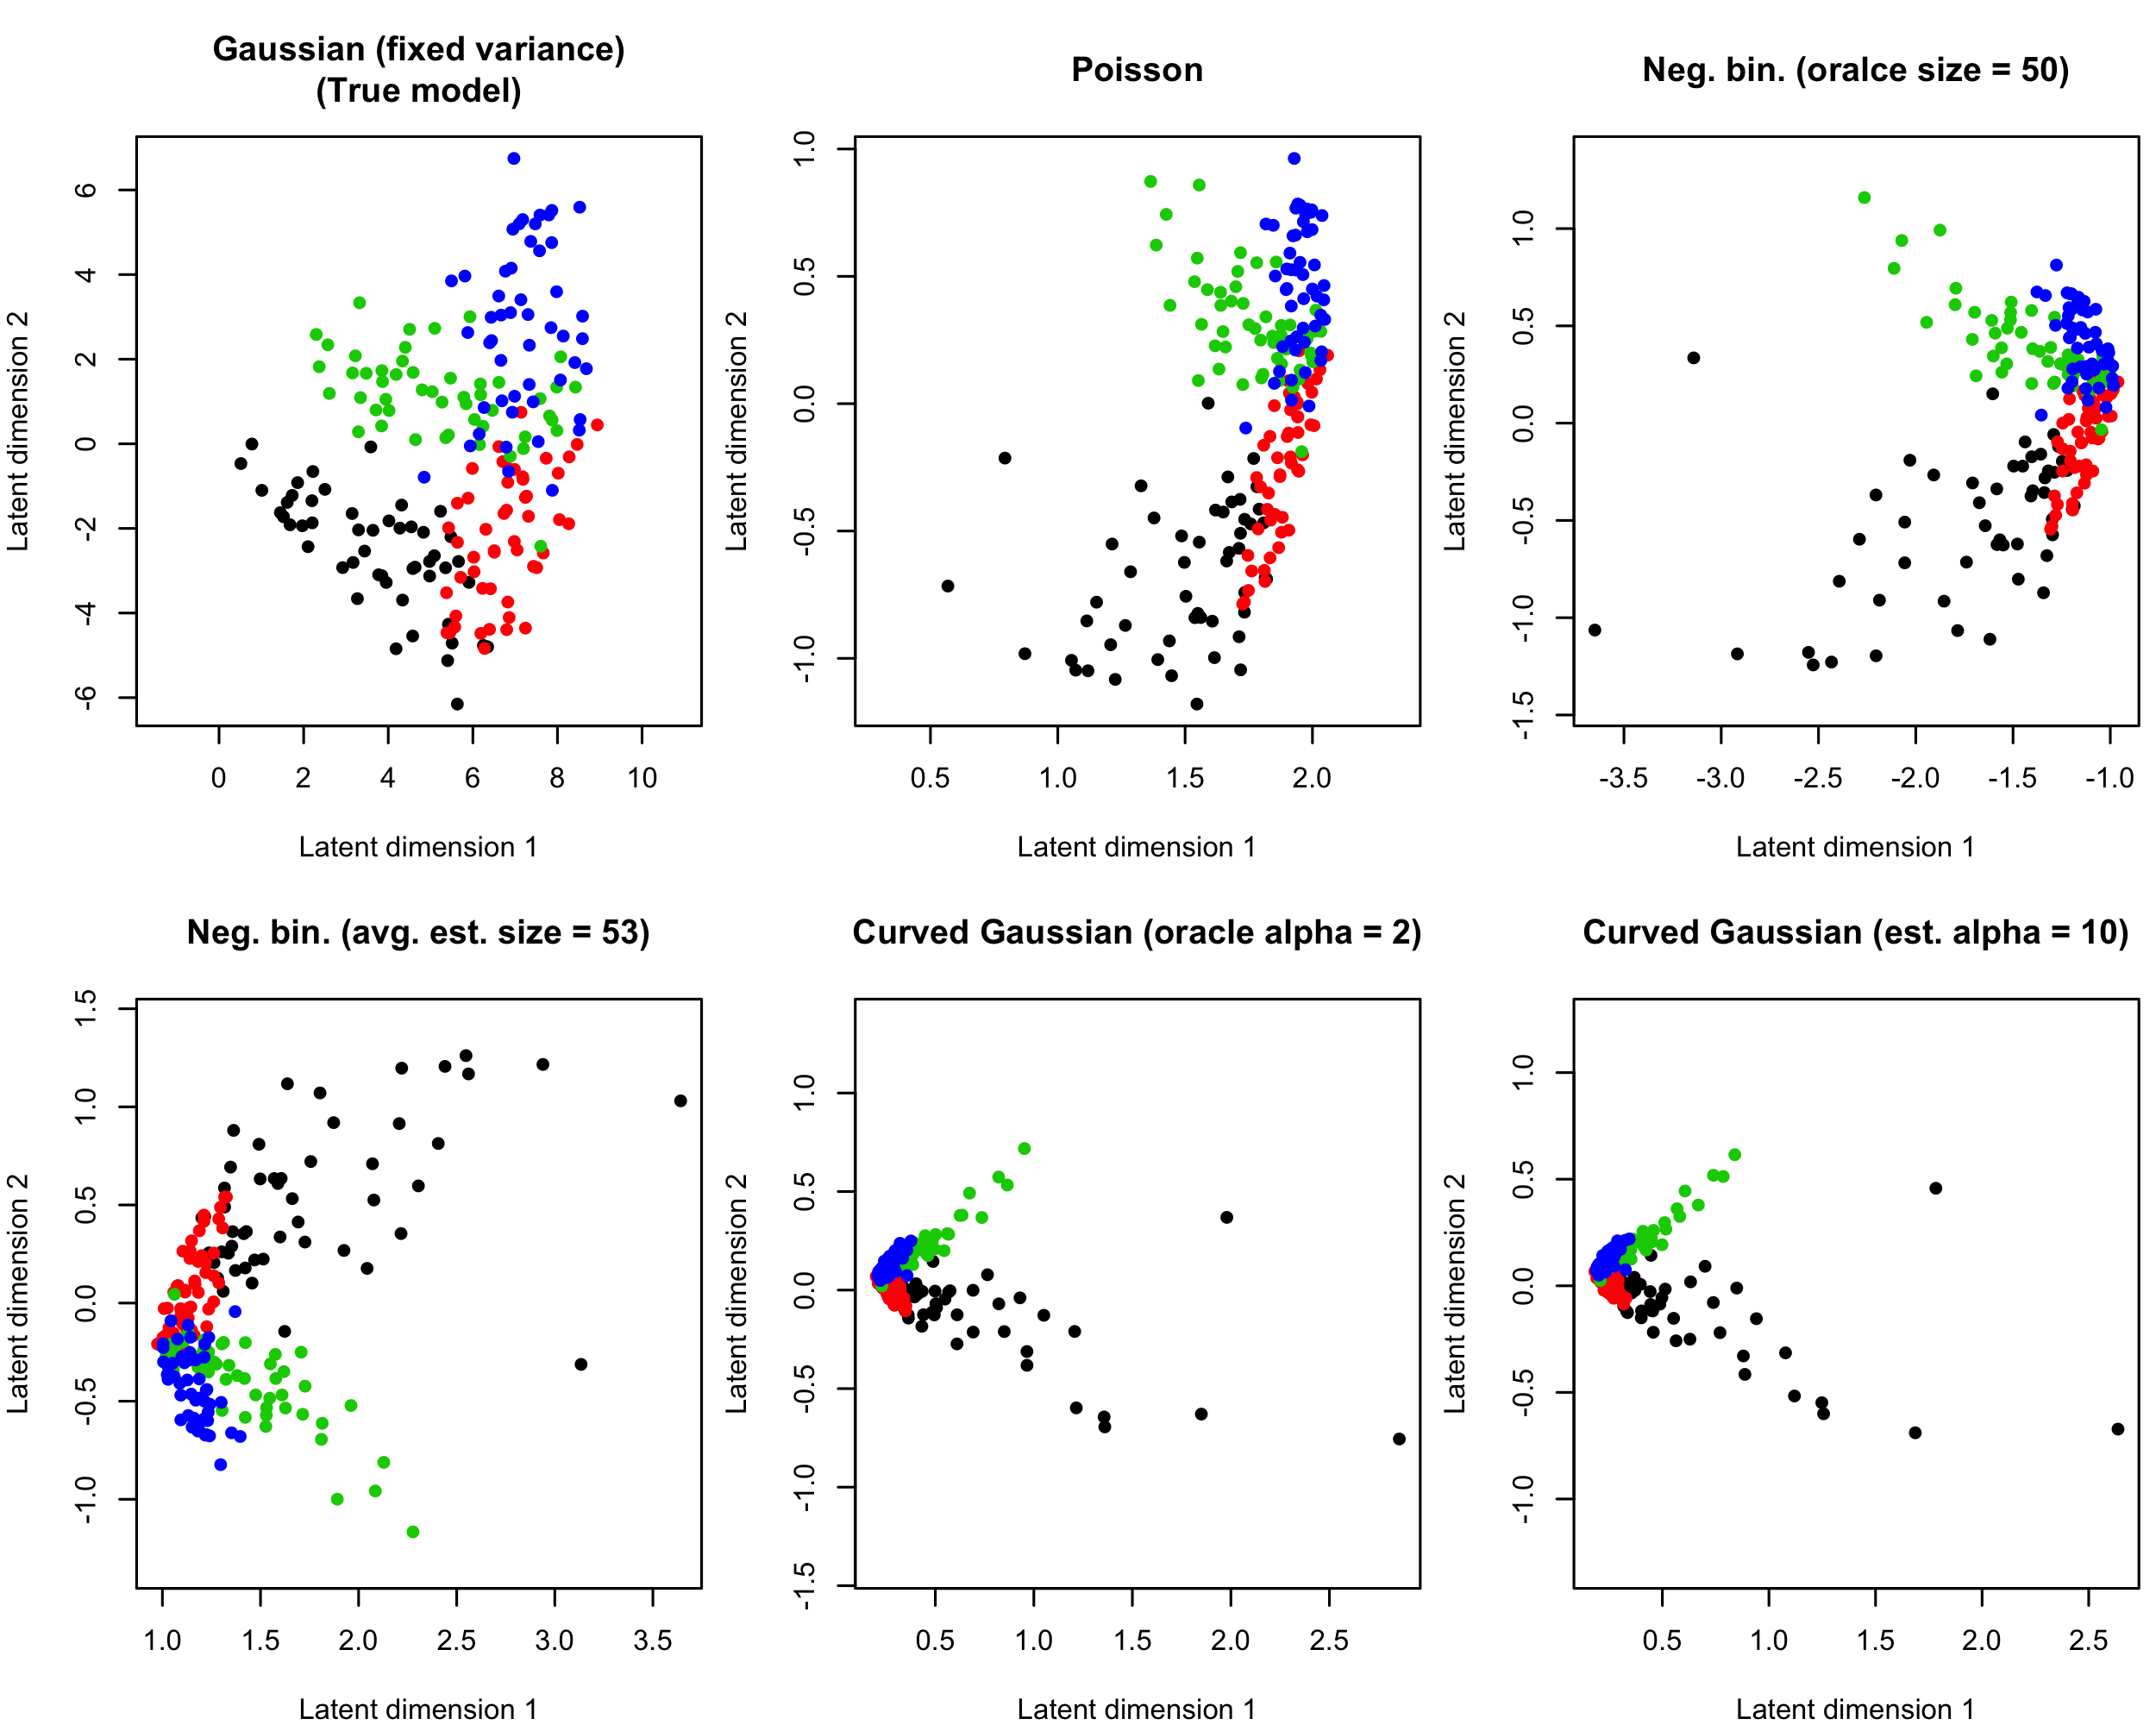 Gaussian (fixed variance)
(True model)
Latent dimension 2
6
4
2
0
-2
-4
-6
0 2 4 6 8 10
Latent dimension 1
Poisson
Latent dimension 2
1.0
0.5
0.0
-0.5
-1.0
0.5 1.0 1.5 2.0
Latent dimension 1
Neg. bin. (oralce size = 50)
Latent dimension 2
1.0
0.5
0.0
-0.5
-1.0
-1.5
-3.5 -3.0 -2.5 -2.0 -1.5 -1.0
Latent dimension 1
Neg. bin. (avg. est. size = 53)
Latent dimension 2
1.5
1.0
0.5
0.0
-0.5
-1.0
1.0 1.5 2.0 2.5 3.0 3.5
Latent dimension 1
Curved Gaussian (oracle alpha = 2)
Latent dimension 2
1.0
0.5
0.0
-0.5
-1.0
-1.5
0.5 1.0 1.5 2.0 2.5
Latent dimension 1
Curved Gaussian (est. alpha = 10)
Latent dimension 2
1.0
0.5
0.0
-0.5
-1.0
0.5 1.0 1.5 2.0 2.5
Latent dimension 1